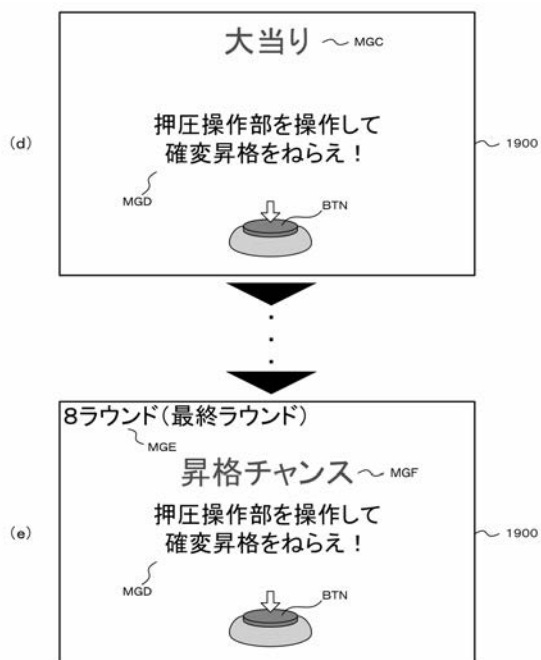 大当り
MGC
(d)
押圧操作部を操作して
確変昇格をねらえ！
1900
MGD
BTN
8ラウンド(最終ラウンド)
MGE
昇格チャンス
MGF
押圧操作部を操作して
確変昇格をねらえ！
(e)
1900
MGD
BTN